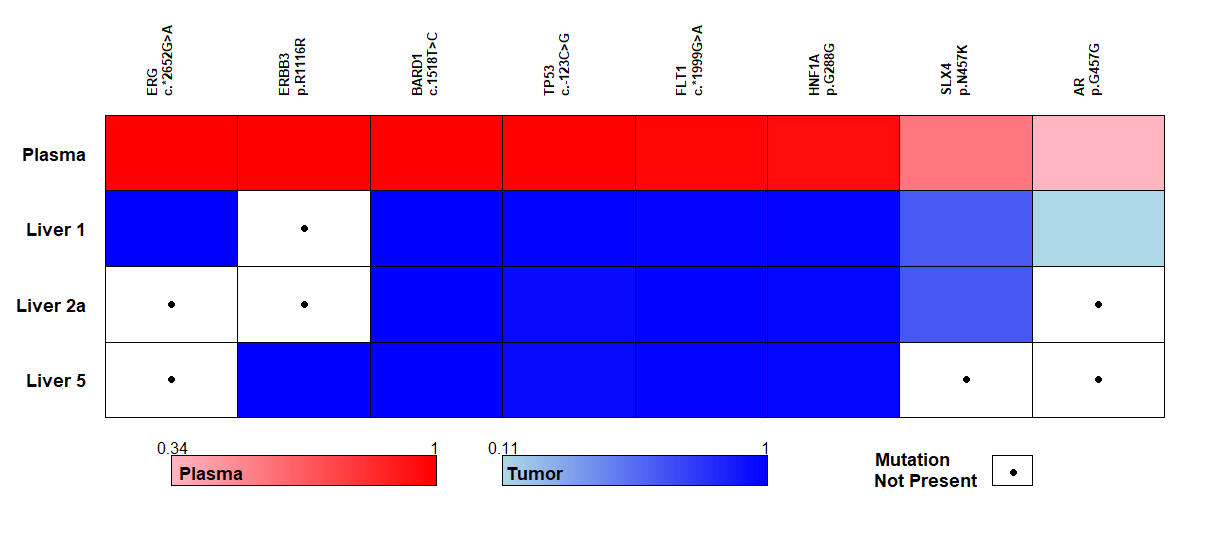 ERG
c.*2652G>A
ERBB3
p.R1116R
BARD1
c.1518T>C
TP53
c.-123C>G
FLT1
c.*1999G>A
HNF1A
p.G288G
SLX4
p.N457K
AR
p.G457G
Plasma
Liver 1
Liver 2a
Liver 5
0.34 1
Plasma
0.11 1
Tumor
Mutation
Not Present